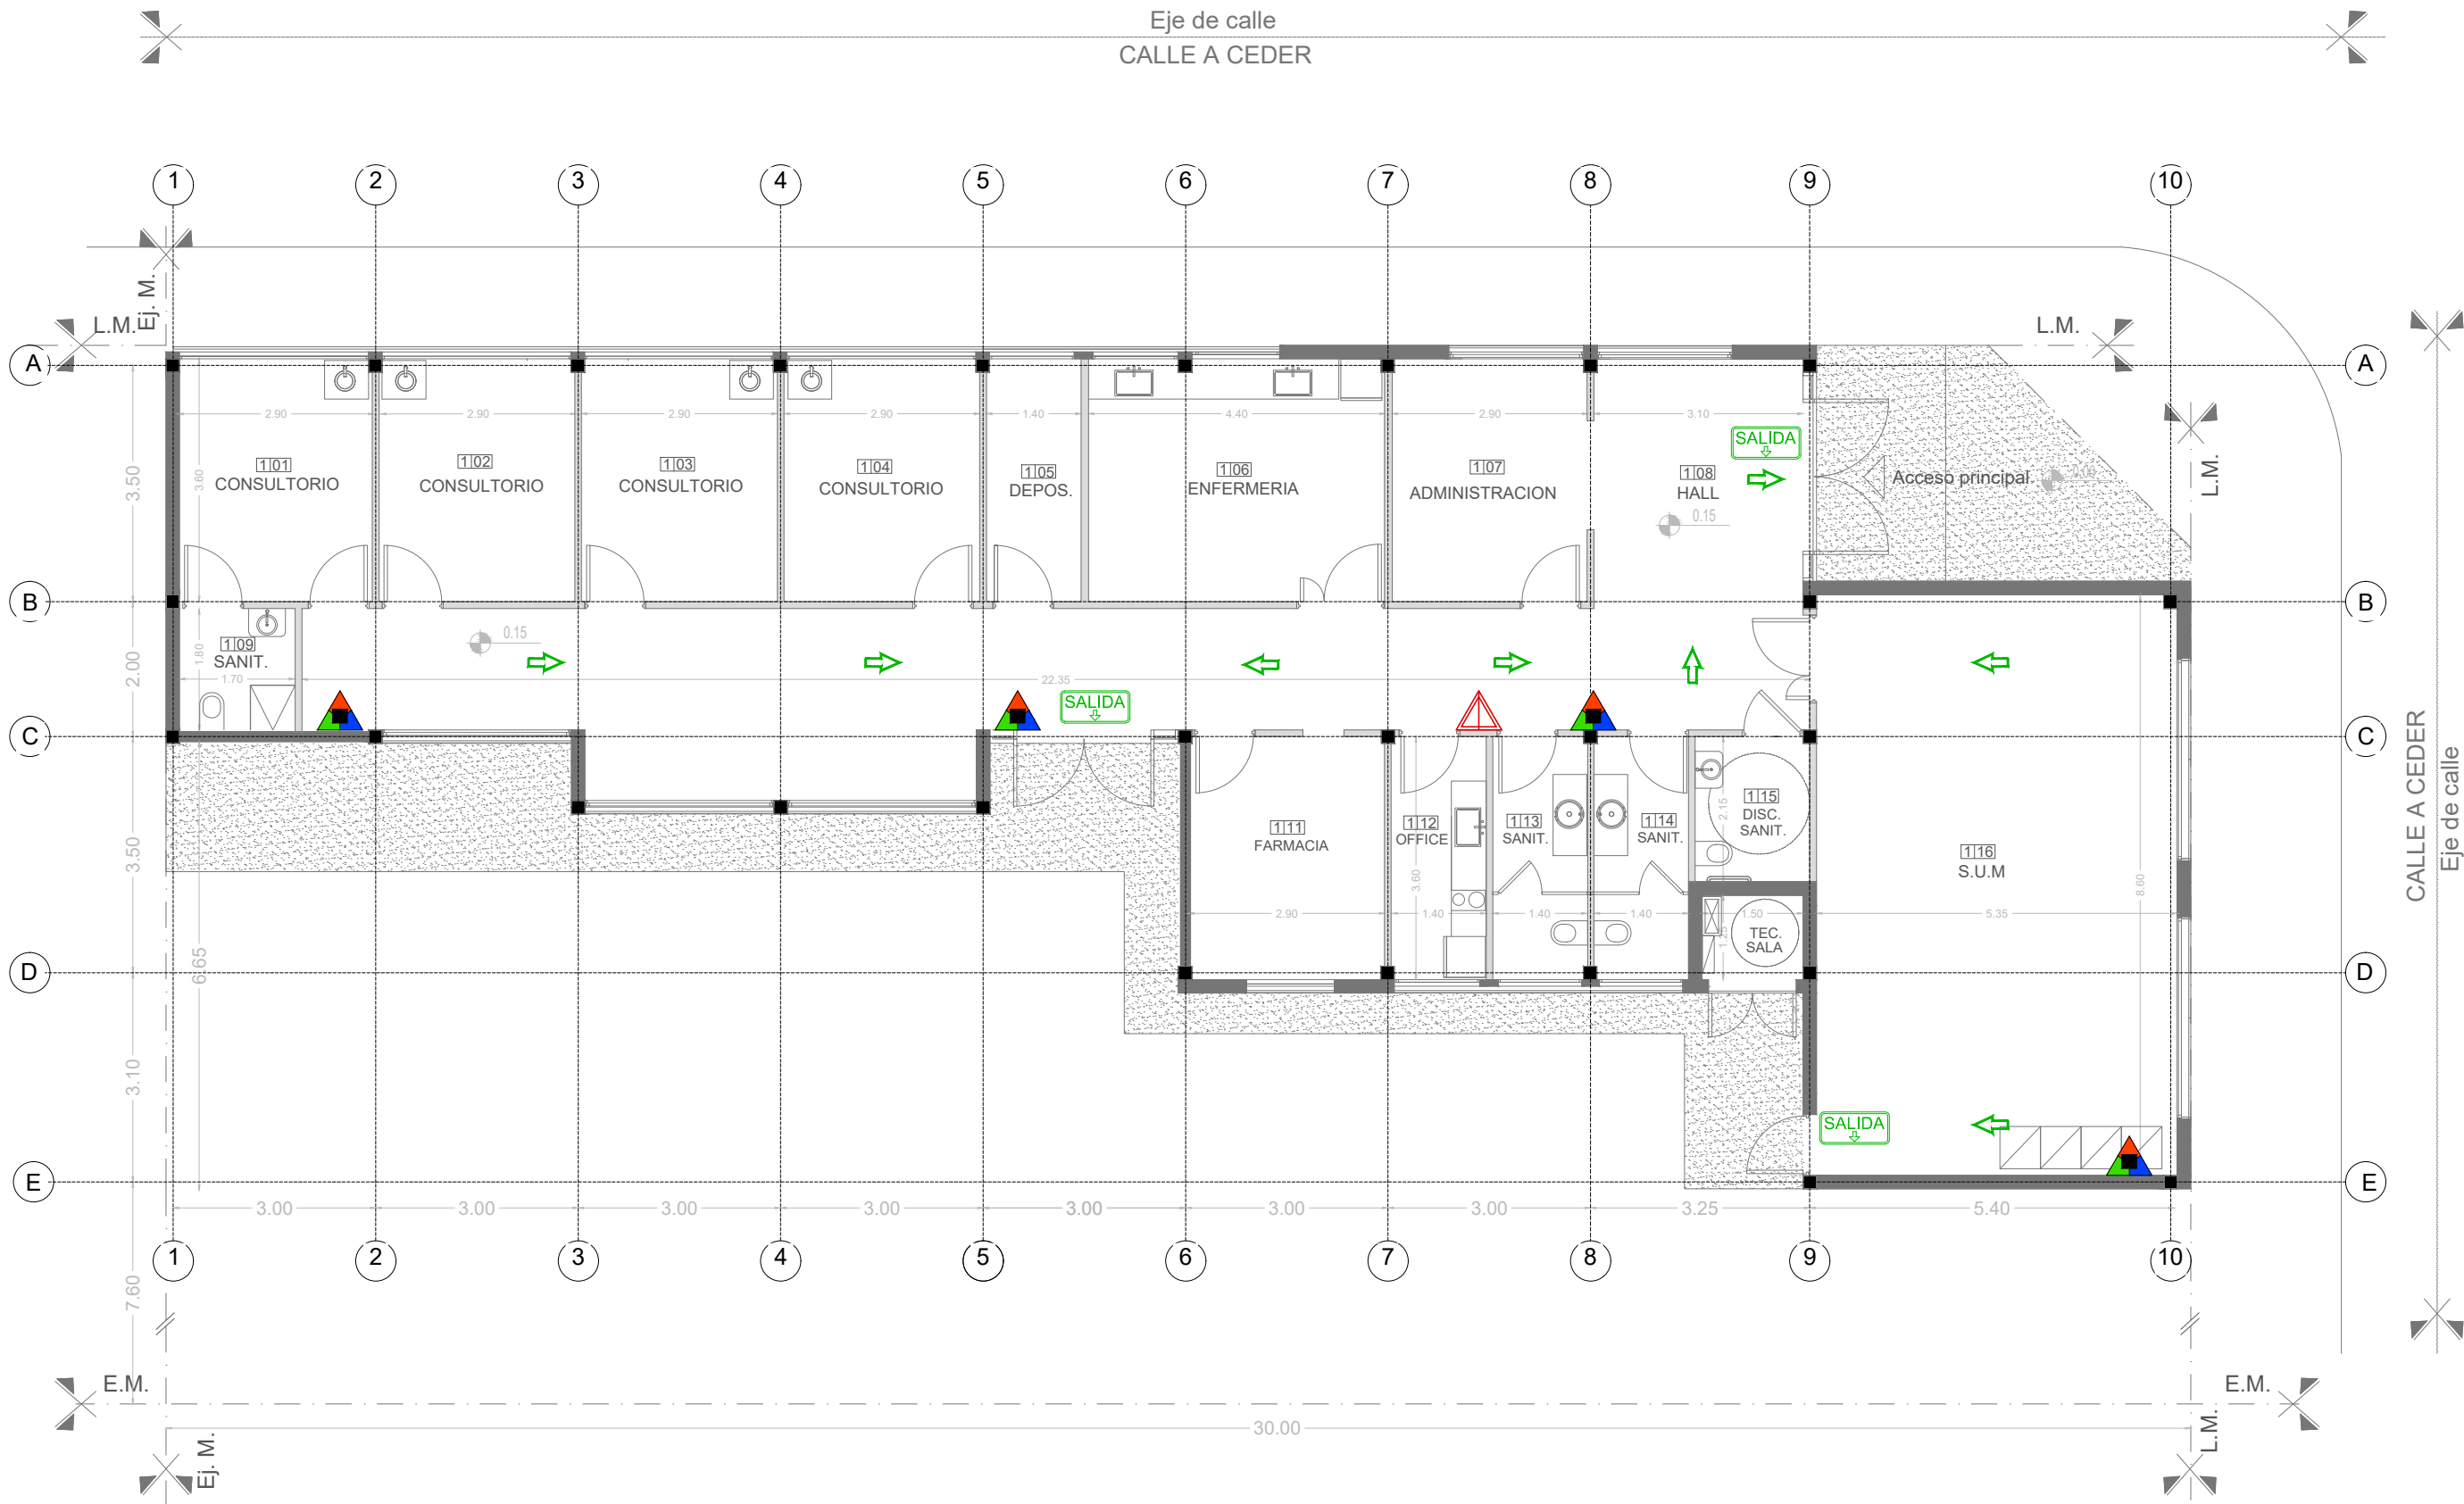 Eje de calle
CALLE A CEDER
1 2 3 4 5 6 7 8 9 10
Ej. M.
L.M.
L.M.
L.M.
A
A
2.90 2.90 2.90 2.90 1.40 4.40 2.90 3.10
SALIDA
3.50
3.60
1|01
CONSULTORIO
1|02
CONSULTORIO
1|03
CONSULTORIO
1|04
CONSULTORIO
1|05
DEPOS.
1|06
ENFERMERIA
1|07
ADMINISTRACION
1|08
HALL
0.15
Acceso principal.
0.00
B
B
2.00
1.80
1|09
SANIT.
1.70
0.15
22.35
SALIDA
C
C
CALLE A CEDER
Eje de calle
3.50
6.65
1|11
FARMACIA
2.90
1|12
OFFICE
3.60
1.40
1|13
SANIT.
1.40
1|14
SANIT.
1.40
2.15
1|15
DISC.
SANIT.
1.50
1.25
TEC.
SALA
1|16
S.U.M
5.35
8.60
D
D
3.10
SALIDA
E
E
3.00 3.00 3.00 3.00 3.00 3.00 3.00 3.25 5.40
1 2 3 4 5 6 7 8 9 10
7.60
E.M.
E.M.
30.00
Ej. M.
L.M.